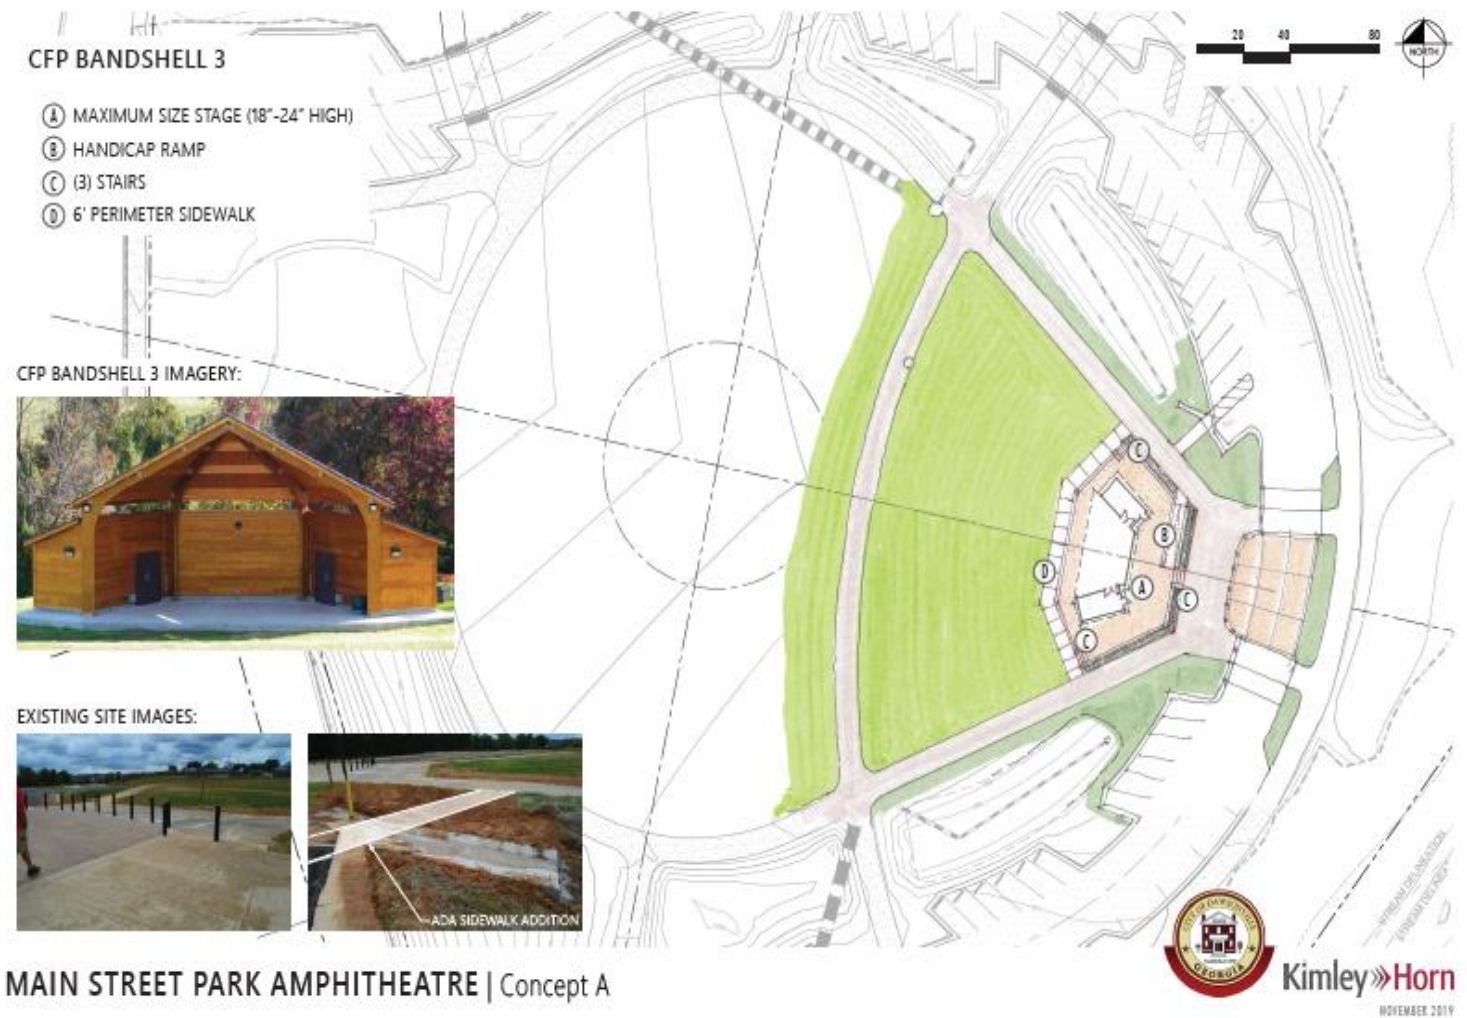 CFP BANDSHELL 3
A MAXIMUM SIZE STAGE (18"-24" HIGH)
B HANDICAP RAMP
C (3) STAIRS
D 6' PERIMETER SIDEWALK
20 40 80
NORTH
CFP BANDSHELL 3 IMAGERY:
C
B
D
A
C
C
EXISTING SITE IMAGES:
ADA SIDEWALK ADDITION
STREAM DELINEATION
GEORGIA
MAIN STREET PARK AMPHITHEATRE | Concept A
Kimley»Horn
NOVEMBER 2019